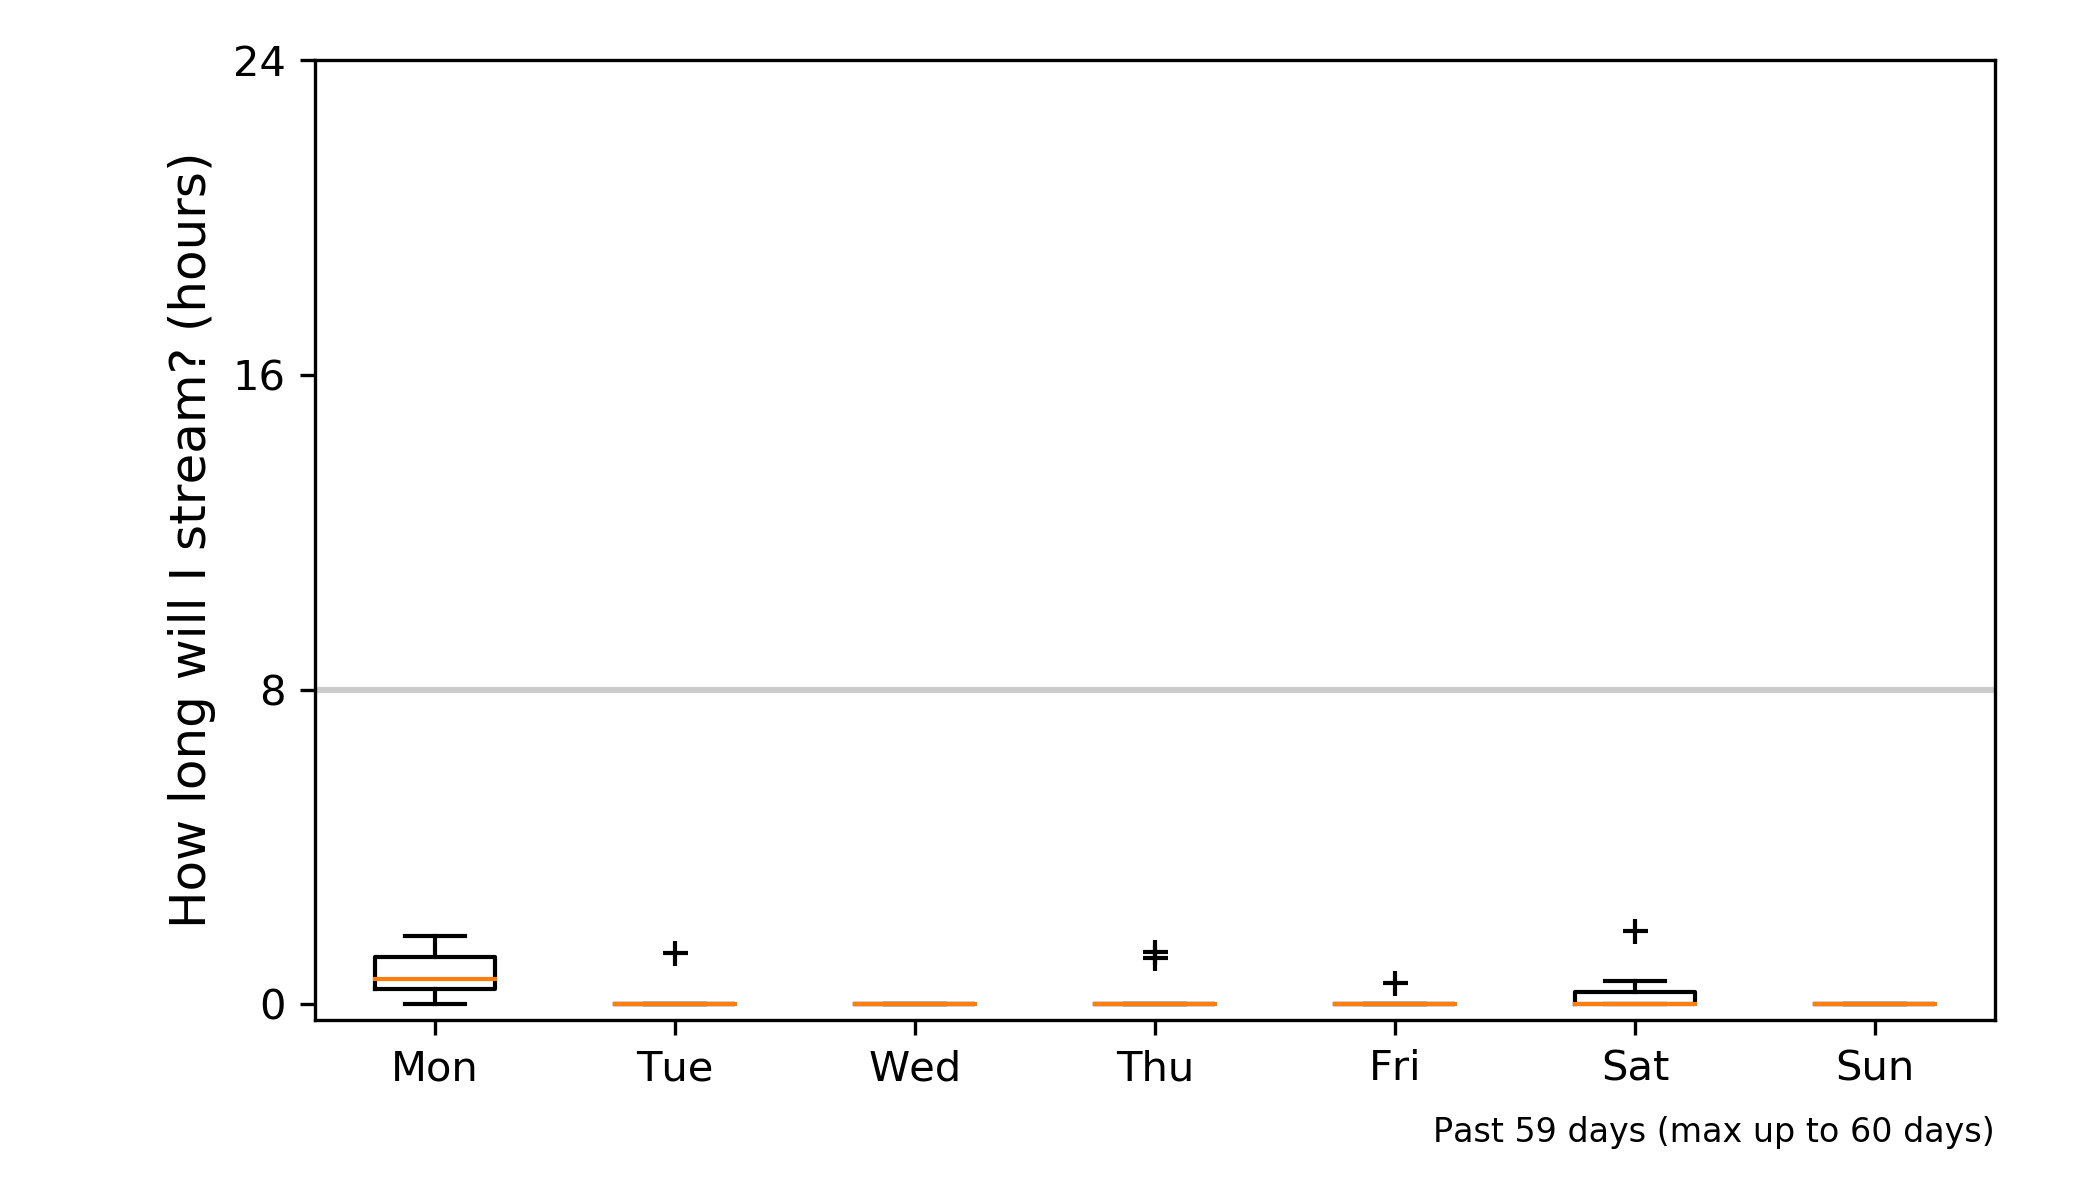 How long will I stream? (hours)
24
16
8
0
Mon Tue Wed Thu Fri Sat Sun
Past 59 days (max up to 60 days)